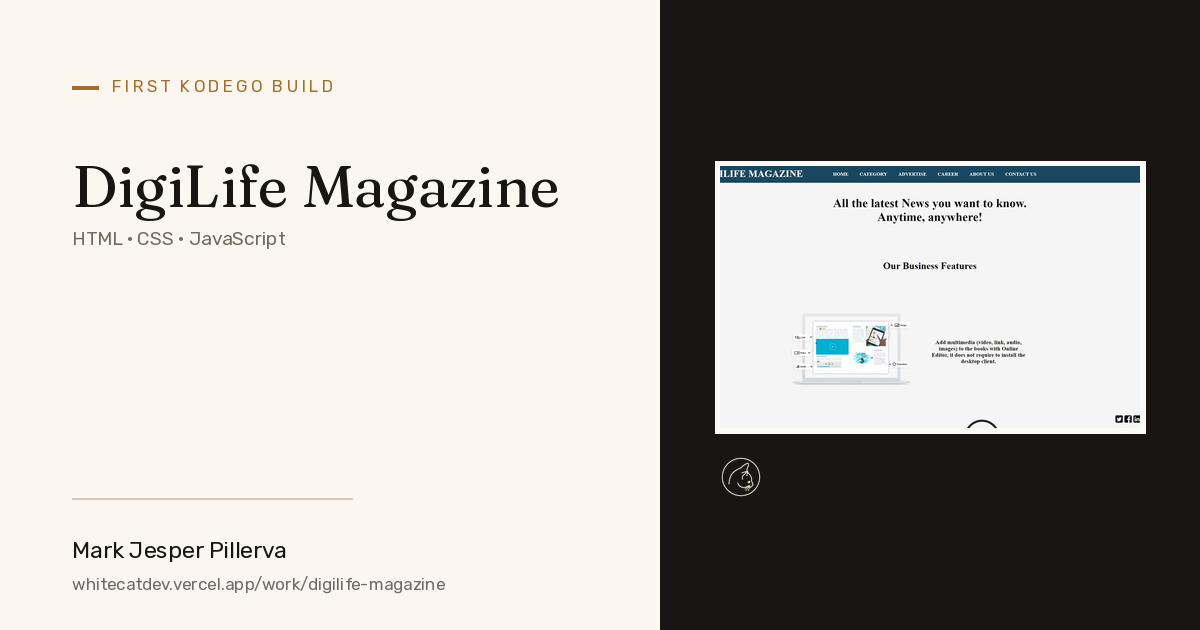 FIRST KODEGO BUILD
DigiLife Magazine
HTML • CSS • JavaScript
Mark Jesper Pillerva
whitecatdev.vercel.app/work/digilife-magazine
ILIFE MAGAZINE
HOME CATEGORY ADVERTISE CAREER ABOUT US CONTACT US
All the latest News you want to know.
Anytime, anywhere!
Our Business Features
Add multimedia (video, link, audio,
images) to the books with Online
Editor, it does not require to install the
desktop client.